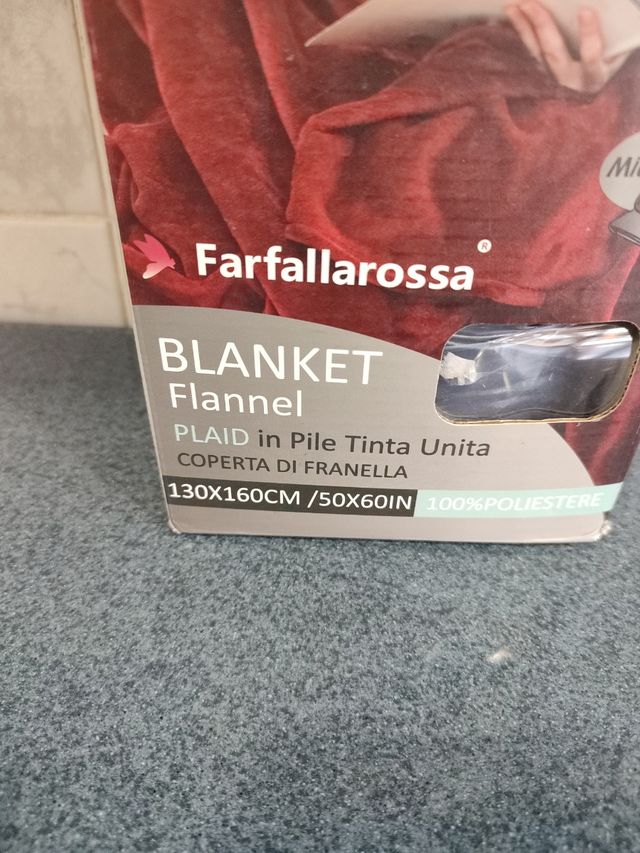 Farfallarossa®
BLANKET
Flannel
PLAID in Pile Tinta Unita
COPERTA DI FRANELLA
130X160CM /50X60IN 100%POLIESTERE